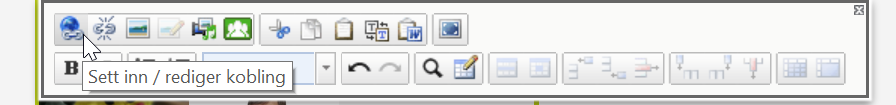 B
Sett inn / rediger kobling